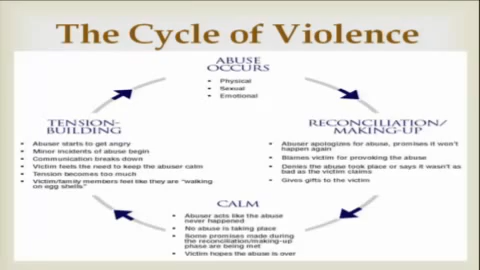 The Cycle of Violence
ABUSE
OCCURS
• Physical
• Sexual
• Emotional
TENSION-
BUILDING
• Abuser starts to get angry
• Minor incidents of abuse begin
• Communication breaks down
• Victim feels the need to keep the abuser calm
• Tension becomes too much
• Victim/family members feel like they are "walking
on egg shells"
RECONCILIATION/
MAKING-UP
• Abuser apologizes for abuse, promises it won't
happen again
• Blames victim for provoking the abuse
• Denies the abuse took place or says it wasn't as
bad as the victim claims
• Gives gifts to the victim
CALM
• Abuser acts like the abuse
never happened
• No abuse is taking place
• Some promises made during
the reconciliation/making-up
phase are being met
• Victim hopes the abuse is over